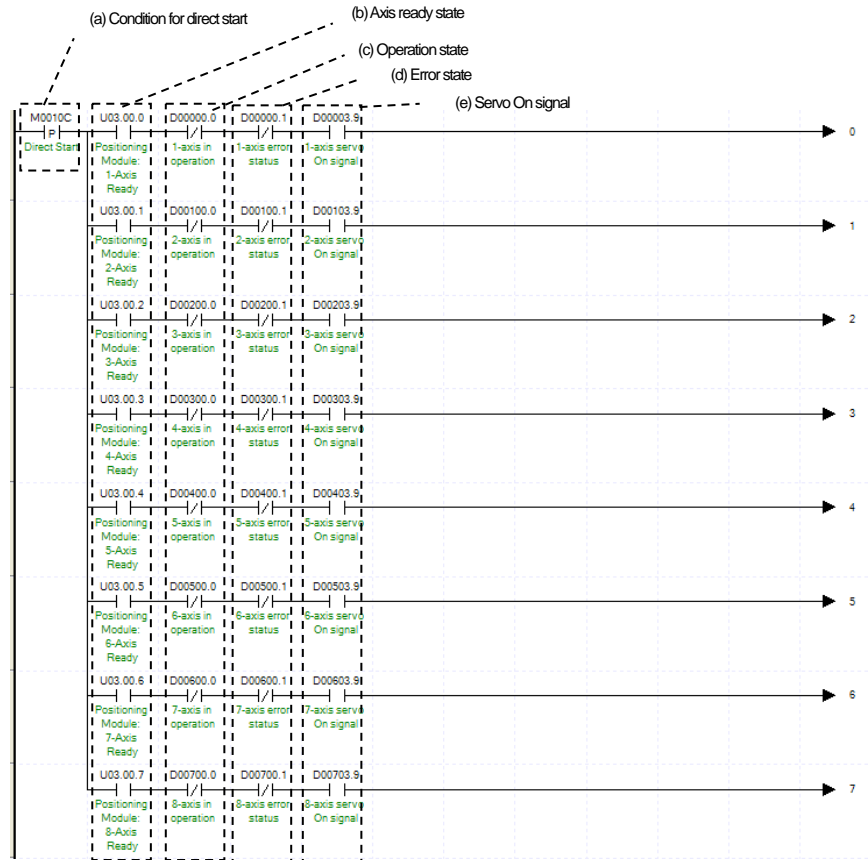 (a) Condition for direct start
(b) Axis ready state
(c) Operation state
(d) Error state
(e) Servo On signal
M0010C U03.00.0 D00000.0 D00000.1 D00003.9
P 0
Direct Start Positioning 1-axis in 1-axis error 1-axis servo
Module: operation status On signal
1-Axis
Ready
U03.00.1 D00100.0 D00100.1 D00103.9
1
Positioning 2-axis in 2-axis error 2-axis servo
Module: operation status On signal
2-Axis
Ready
U03.00.2 D00200.0 D00200.1 D00203.9
2
Positioning 3-axis in 3-axis error 3-axis servo
Module: operation status On signal
3-Axis
Ready
U03.00.3 D00300.0 D00300.1 D00303.9
3
Positioning 4-axis in 4-axis error 4-axis servo
Module: operation status On signal
4-Axis
Ready
U03.00.4 D00400.0 D00400.1 D00403.9
4
Positioning 5-axis in 5-axis error 5-axis servo
Module: operation status On signal
5-Axis
Ready
U03.00.5 D00500.0 D00500.1 D00503.9
5
Positioning 6-axis in 6-axis error 6-axis servo
Module: operation status On signal
6-Axis
Ready
U03.00.6 D00600.0 D00600.1 D00603.9
6
Positioning 7-axis in 7-axis error 7-axis servo
Module: operation status On signal
7-Axis
Ready
U03.00.7 D00700.0 D00700.1 D00703.9
7
Positioning 8-axis in 8-axis error 8-axis servo
Module: operation status On signal
8-Axis
Ready